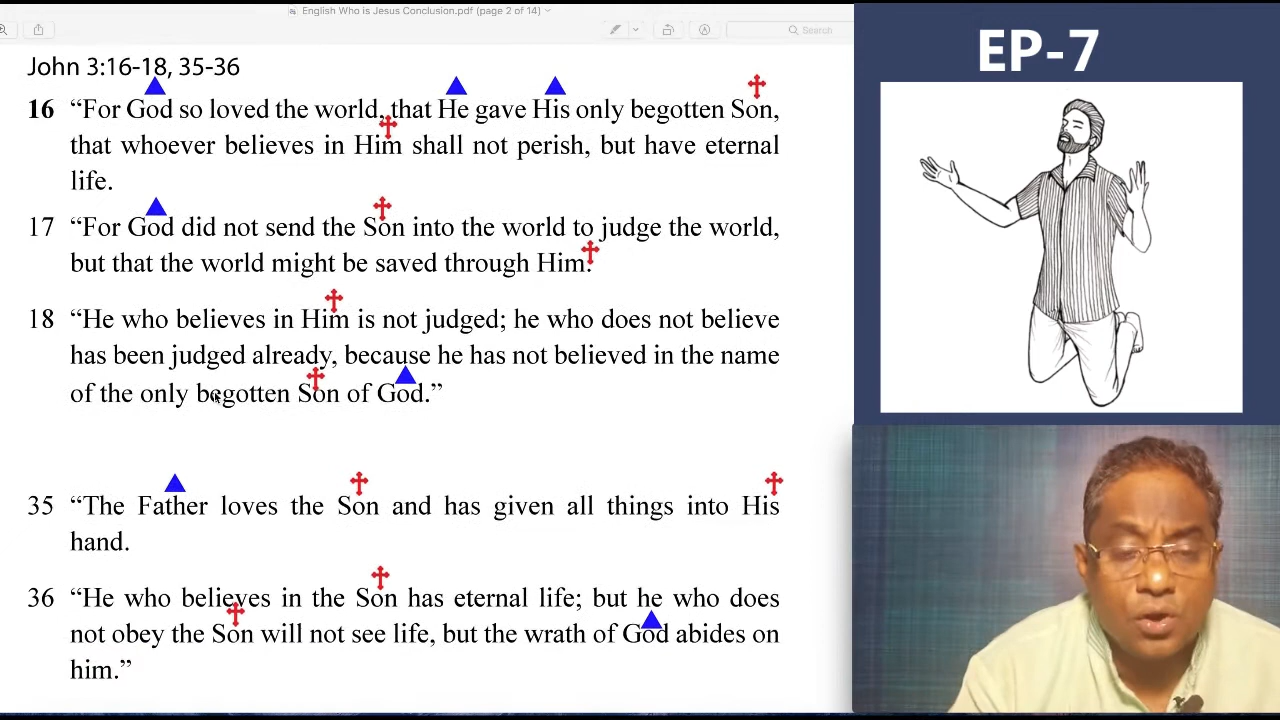 English Who is Jesus Conclusion.pdf (page 2 of 14)
Search
EP-7
John 3:16-18, 35-36
16 “For God so loved the world, that He gave His only begotten Son,
that whoever believes in Him shall not perish, but have eternal
life.
17 “For God did not send the Son into the world to judge the world,
but that the world might be saved through Him.
18 “He who believes in Him is not judged; he who does not believe
has been judged already, because he has not believed in the name
of the only begotten Son of God.”
35 “The Father loves the Son and has given all things into His
hand.
36 “He who believes in the Son has eternal life; but he who does
not obey the Son will not see life, but the wrath of God abides on
him.”